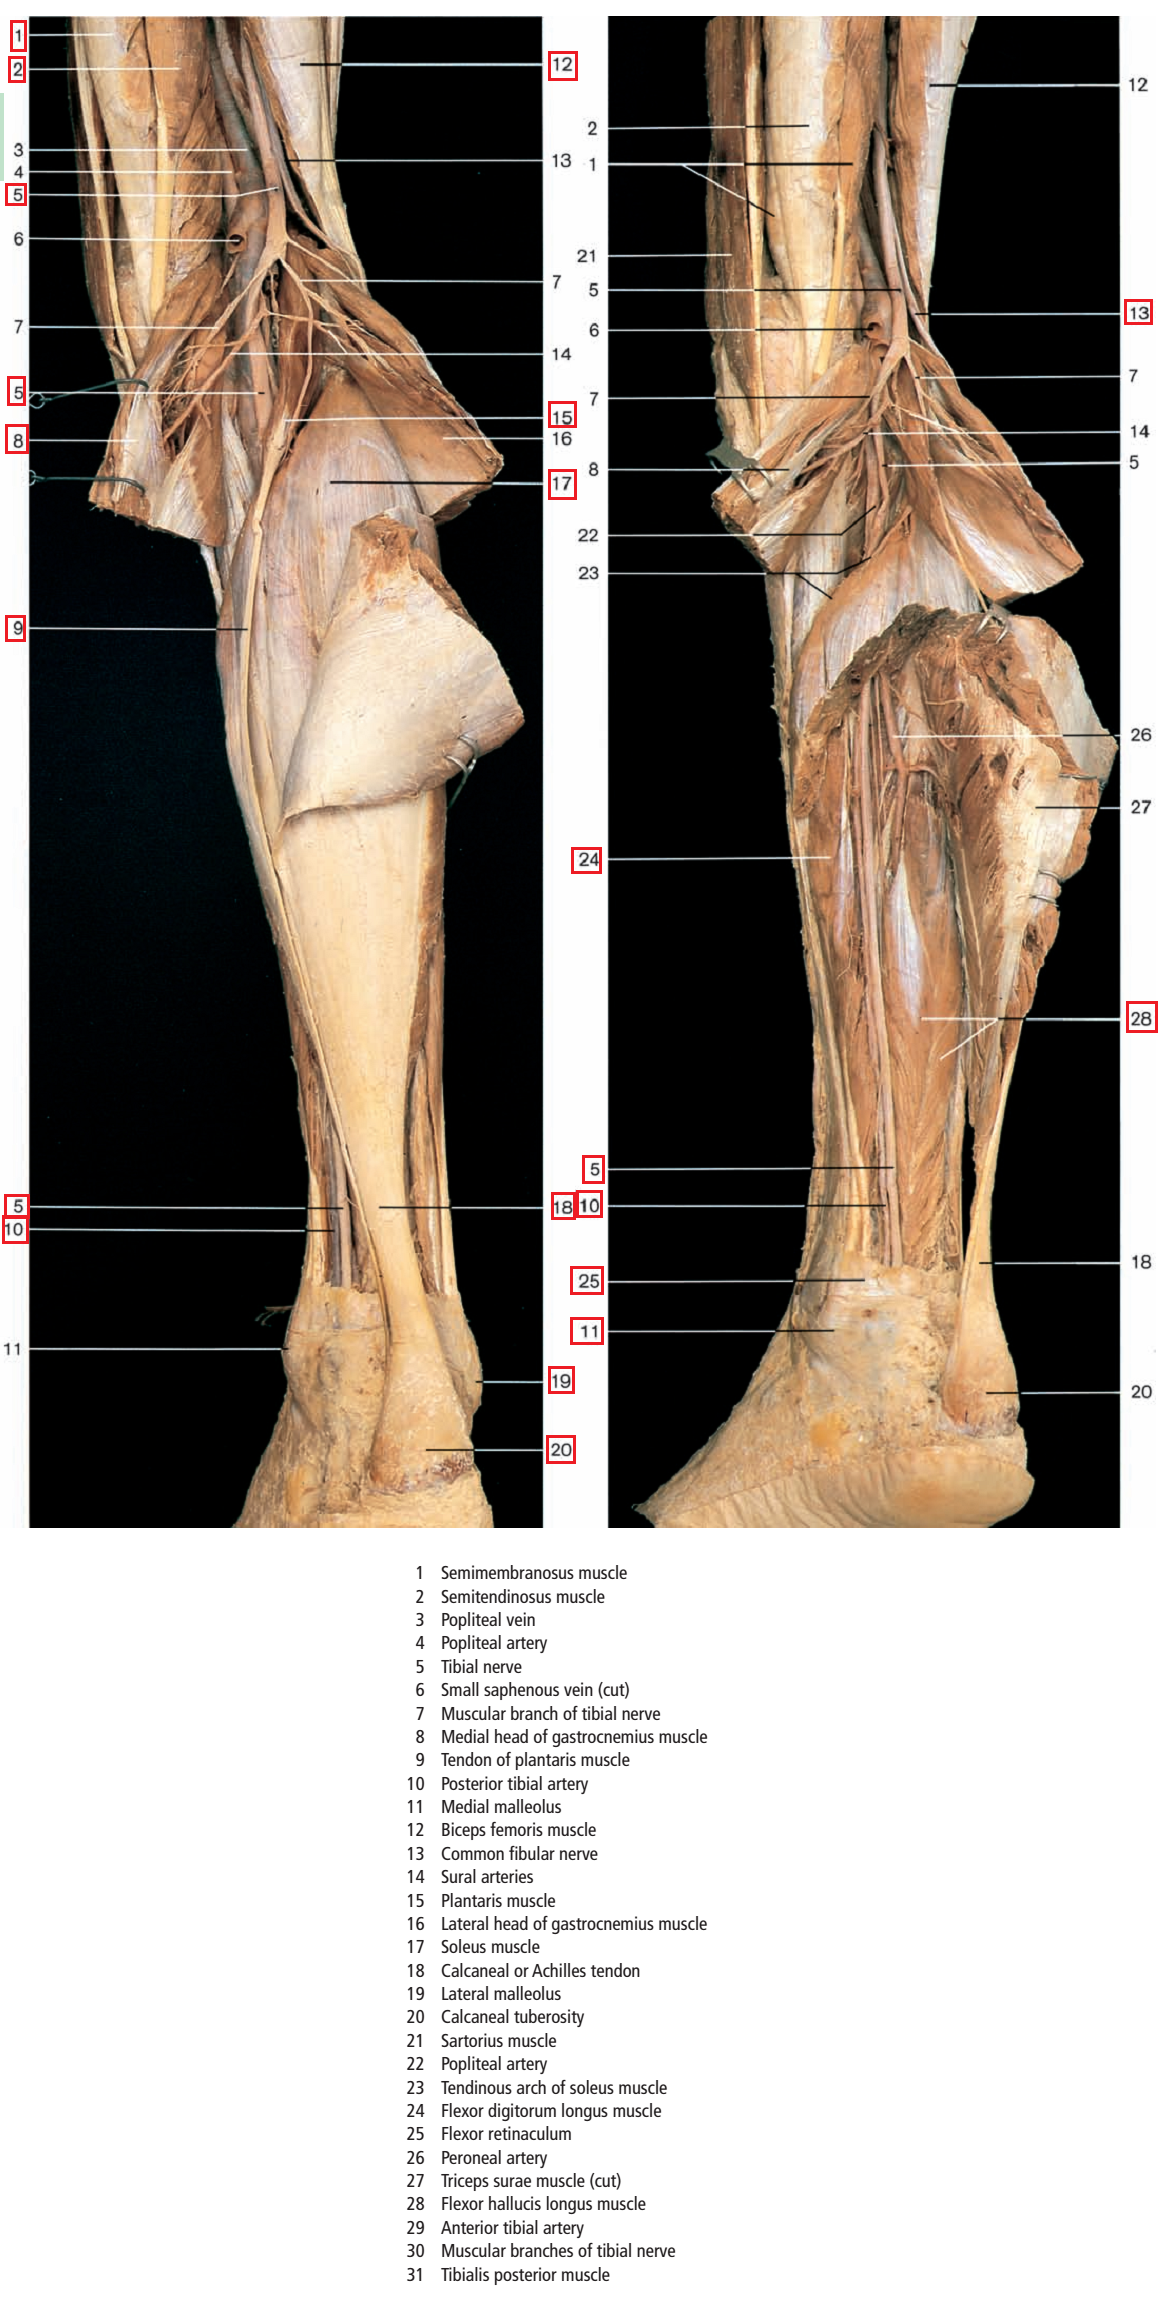 1
2
3
4
5
6
7
5
8
9
5
10
11
12
13
7
14
15
16
17
18
19
20
2
1
21
5
6
7
8
22
23
24
5
10
25
11
12
13
7
14
5
26
27
28
18
20
1 Semimembranosus muscle
2 Semitendinosus muscle
3 Popliteal vein
4 Popliteal artery
5 Tibial nerve
6 Small saphenous vein (cut)
7 Muscular branch of tibial nerve
8 Medial head of gastrocnemius muscle
9 Tendon of plantaris muscle
10 Posterior tibial artery
11 Medial malleolus
12 Biceps femoris muscle
13 Common fibular nerve
14 Sural arteries
15 Plantaris muscle
16 Lateral head of gastrocnemius muscle
17 Soleus muscle
18 Calcaneal or Achilles tendon
19 Lateral malleolus
20 Calcaneal tuberosity
21 Sartorius muscle
22 Popliteal artery
23 Tendinous arch of soleus muscle
24 Flexor digitorum longus muscle
25 Flexor retinaculum
26 Peroneal artery
27 Triceps surae muscle (cut)
28 Flexor hallucis longus muscle
29 Anterior tibial artery
30 Muscular branches of tibial nerve
31 Tibialis posterior muscle